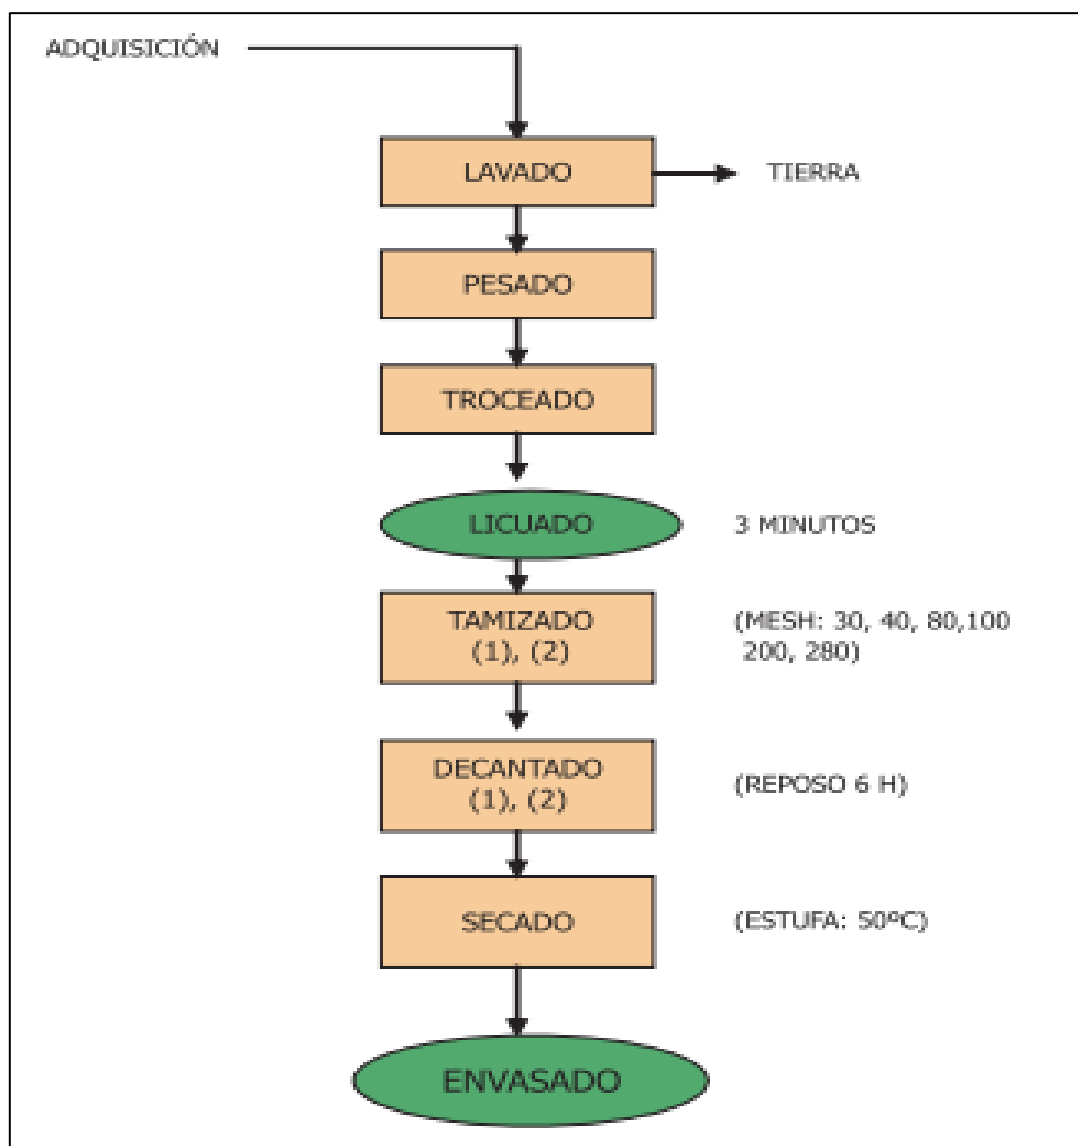 ADQUISICIÓN
LAVADO
TIERRA
PESADO
TROCEADO
LICUADO
3 MINUTOS
TAMIZADO
(1), (2)
(MESH: 30, 40, 80,100
200, 280)
DECANTADO
(1), (2)
(REPOSO 6 H)
SECADO
(ESTUFA: 50ºC)
ENVASADO